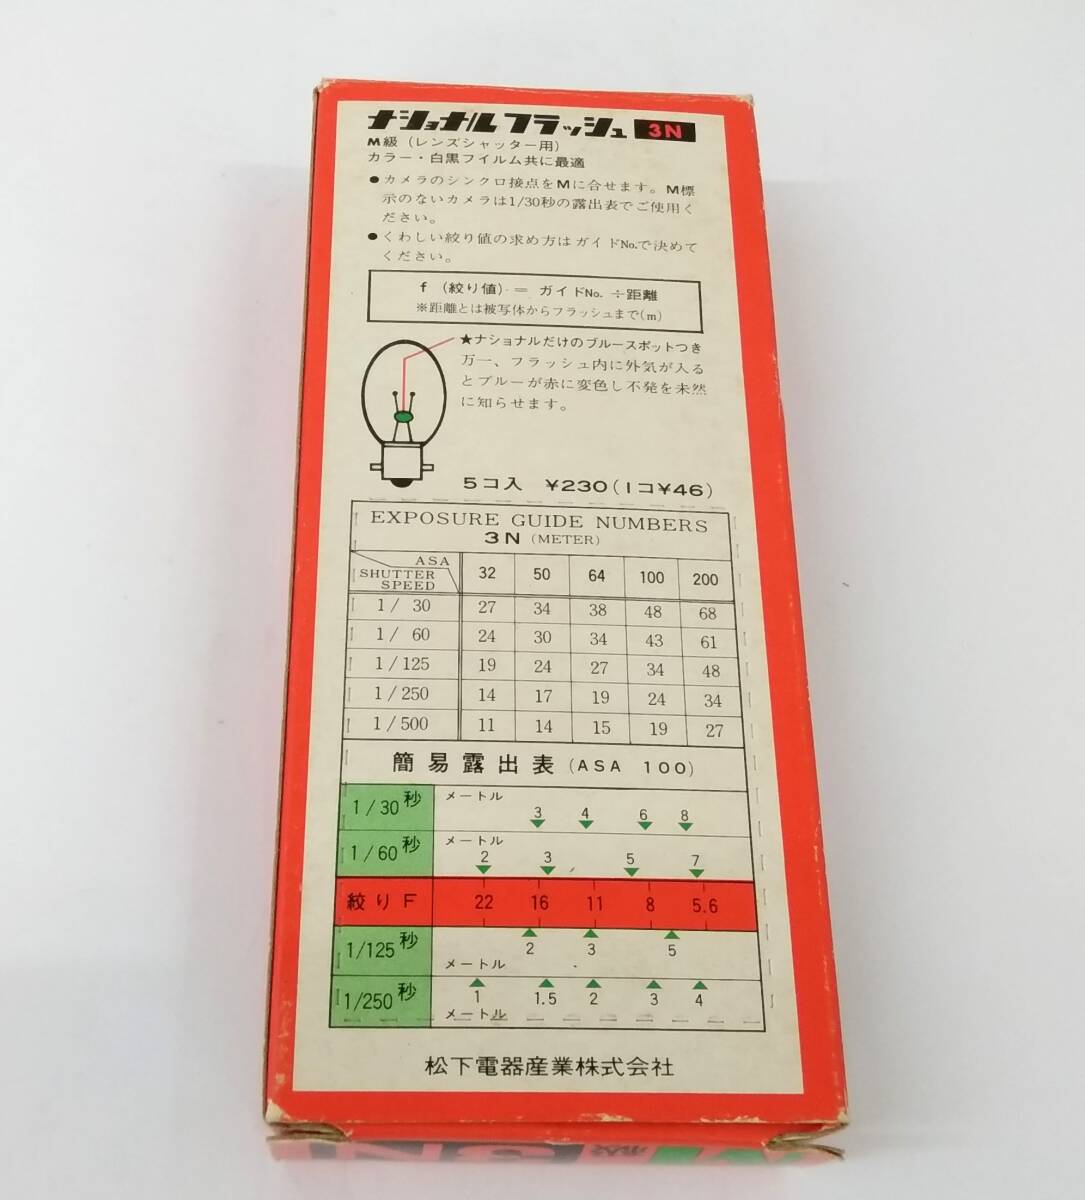 ナショナルフラッシュ 3N
M級(レンズシャッター用)
カラー・白黒フイルム共に最適
●カメラのシンクロ接点をMに合せます。M標
示のないカメラは1/30秒の露出表でご使用く
ださい。
●くわしい絞り値の求め方はガイドNo.で決めて
ください。
f (絞り値) = ガイドNo. ÷距離
※距離とは被写体からフラッシュまで(m)
★ナショナルだけのブルースポットつき
万一、フラッシュ内に外気が入る
とブルーが赤に変色し不発を未然
に知らせます。
5コ入 ¥230(1コ¥46)
EXPOSURE GUIDE NUMBERS
3N (METER)
ASA 32 50 64 100 200
SHUTTER
SPEED
1/ 30 27 34 38 48 68
1/ 60 24 30 34 43 61
1/125 19 24 27 34 48
1/250 14 17 19 24 34
1/500 11 14 15 19 27
簡易露出表 (ASA 100)
1/30秒 メートル 3 4 6 8
1/60秒 メートル 2 3 5 7
絞りF 22 16 11 8 5.6
1/125秒 メートル 2 3 5
1/250秒 メートル 1 1.5 2 3 4
松下電器産業株式会社
3N